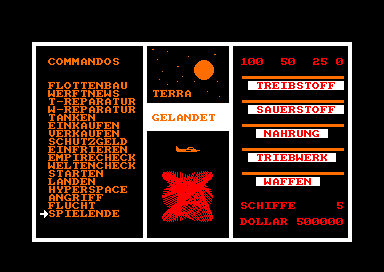 COMMANDOS
FLOTTENBAU
WERFTNEWS
T-REPARATUR
W-REPARATUR
TANKEN
EINKAUFEN
VERKAUFEN
SCHUTZGELD
EINFRIEREN
EMPIRECHECK
WELTENCHECK
STARTEN
LANDEN
HYPERSPACE
ANGRIFF
FLUCHT
SPIELENDE
TERRA
GELANDET
100 50 25 0
TREIBSTOFF
SAUERSTOFF
NAHRUNG
TRIEBWERK
WAFFEN
SCHIFFE 5
DOLLAR 500000